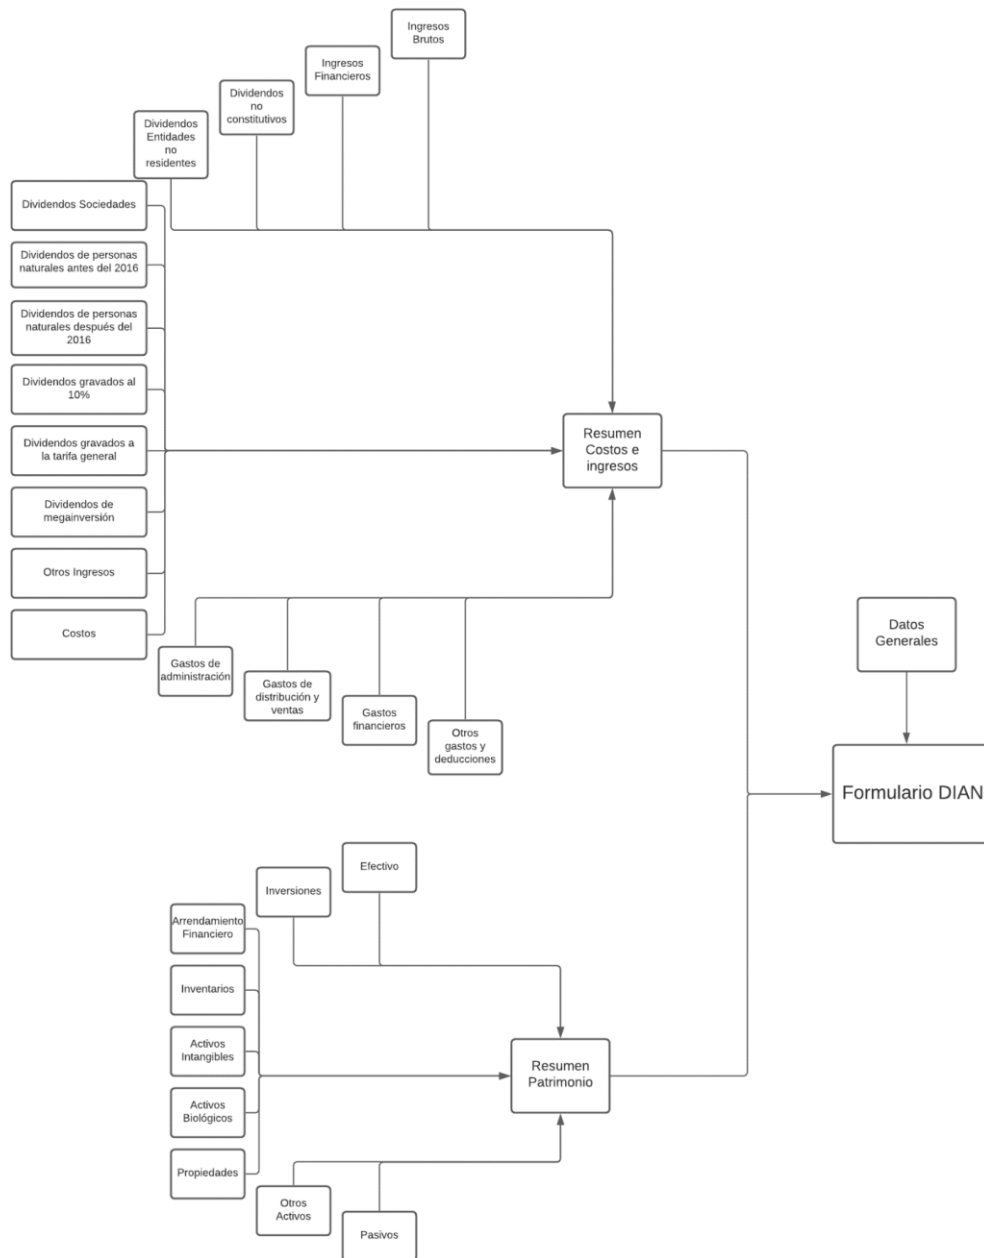 Ingresos
Brutos
Ingresos
Financieros
Dividendos
no
constitutivos
Dividendos
Entidades
no
residentes
Dividendos Sociedades
Dividendos de personas
naturales antes del 2016
Dividendos de personas
naturales después del
2016
Dividendos gravados al
10%
Dividendos gravados a
la tarifa general
Dividendos de
megainversión
Otros Ingresos
Costos
Resumen
Costos e
ingresos
Gastos de
administración
Gastos de
distribución y
ventas
Gastos
financieros
Otros
gastos y
deducciones
Datos
Generales
Formulario DIAN
Efectivo
Inversiones
Arrendamiento
Financiero
Inventarios
Activos
Intangibles
Activos
Biológicos
Propiedades
Resumen
Patrimonio
Otros
Activos
Pasivos